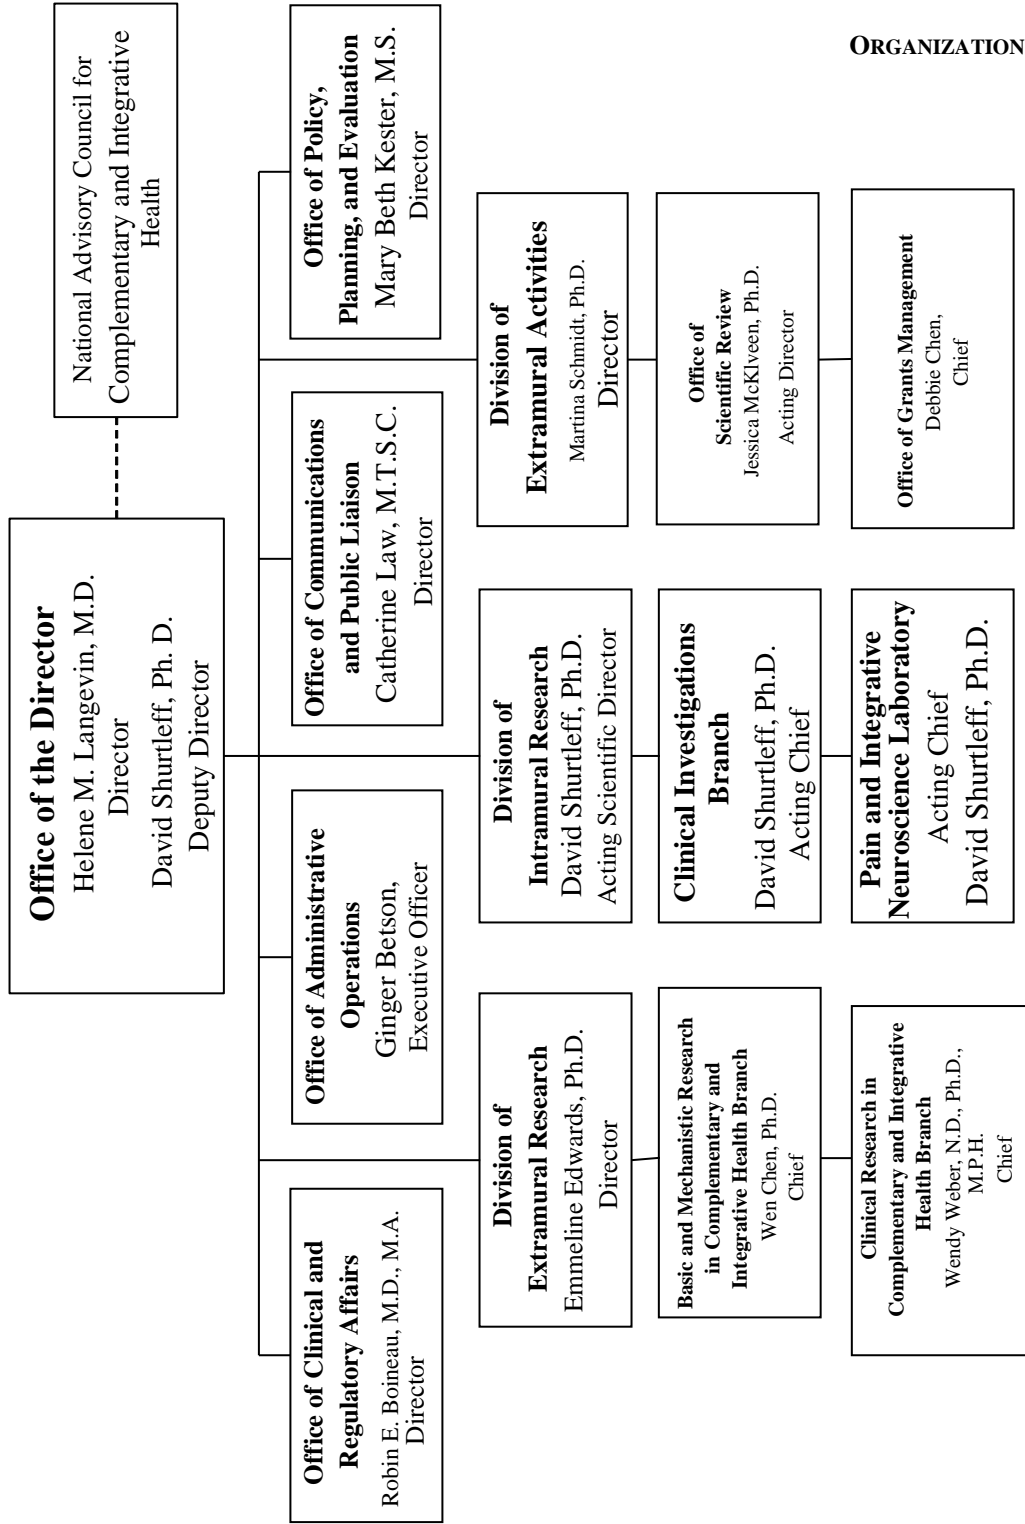 ORGANIZATION
Office of the Director
Helene M. Langevin, M.D.
Director
David Shurtleff, Ph. D.
Deputy Director
National Advisory Council for
Complementary and Integrative
Health
Office of Clinical and
Regulatory Affairs
Robin E. Boineau, M.D., M.A.
Director
Office of Administrative
Operations
Ginger Betson,
Executive Officer
Office of Communications
and Public Liaison
Catherine Law, M.T.S.C.
Director
Office of Policy,
Planning, and Evaluation
Mary Beth Kester, M.S.
Director
Division of
Extramural Research
Emmeline Edwards, Ph.D.
Director
Division of
Intramural Research
David Shurtleff, Ph.D.
Acting Scientific Director
Division of
Extramural Activities
Martina Schmidt, Ph.D.
Director
Basic and Mechanistic Research
in Complementary and
Integrative Health Branch
Wen Chen, Ph.D.
Chief
Clinical Investigations
Branch
David Shurtleff, Ph.D.
Acting Chief
Office of
Scientific Review
Jessica McKlveen, Ph.D.
Acting Director
Clinical Research in
Complementary and Integrative
Health Branch
Wendy Weber, N.D., Ph.D.,
M.P.H.
Chief
Pain and Integrative
Neuroscience Laboratory
Acting Chief
David Shurtleff, Ph.D.
Office of Grants Management
Debbie Chen,
Chief